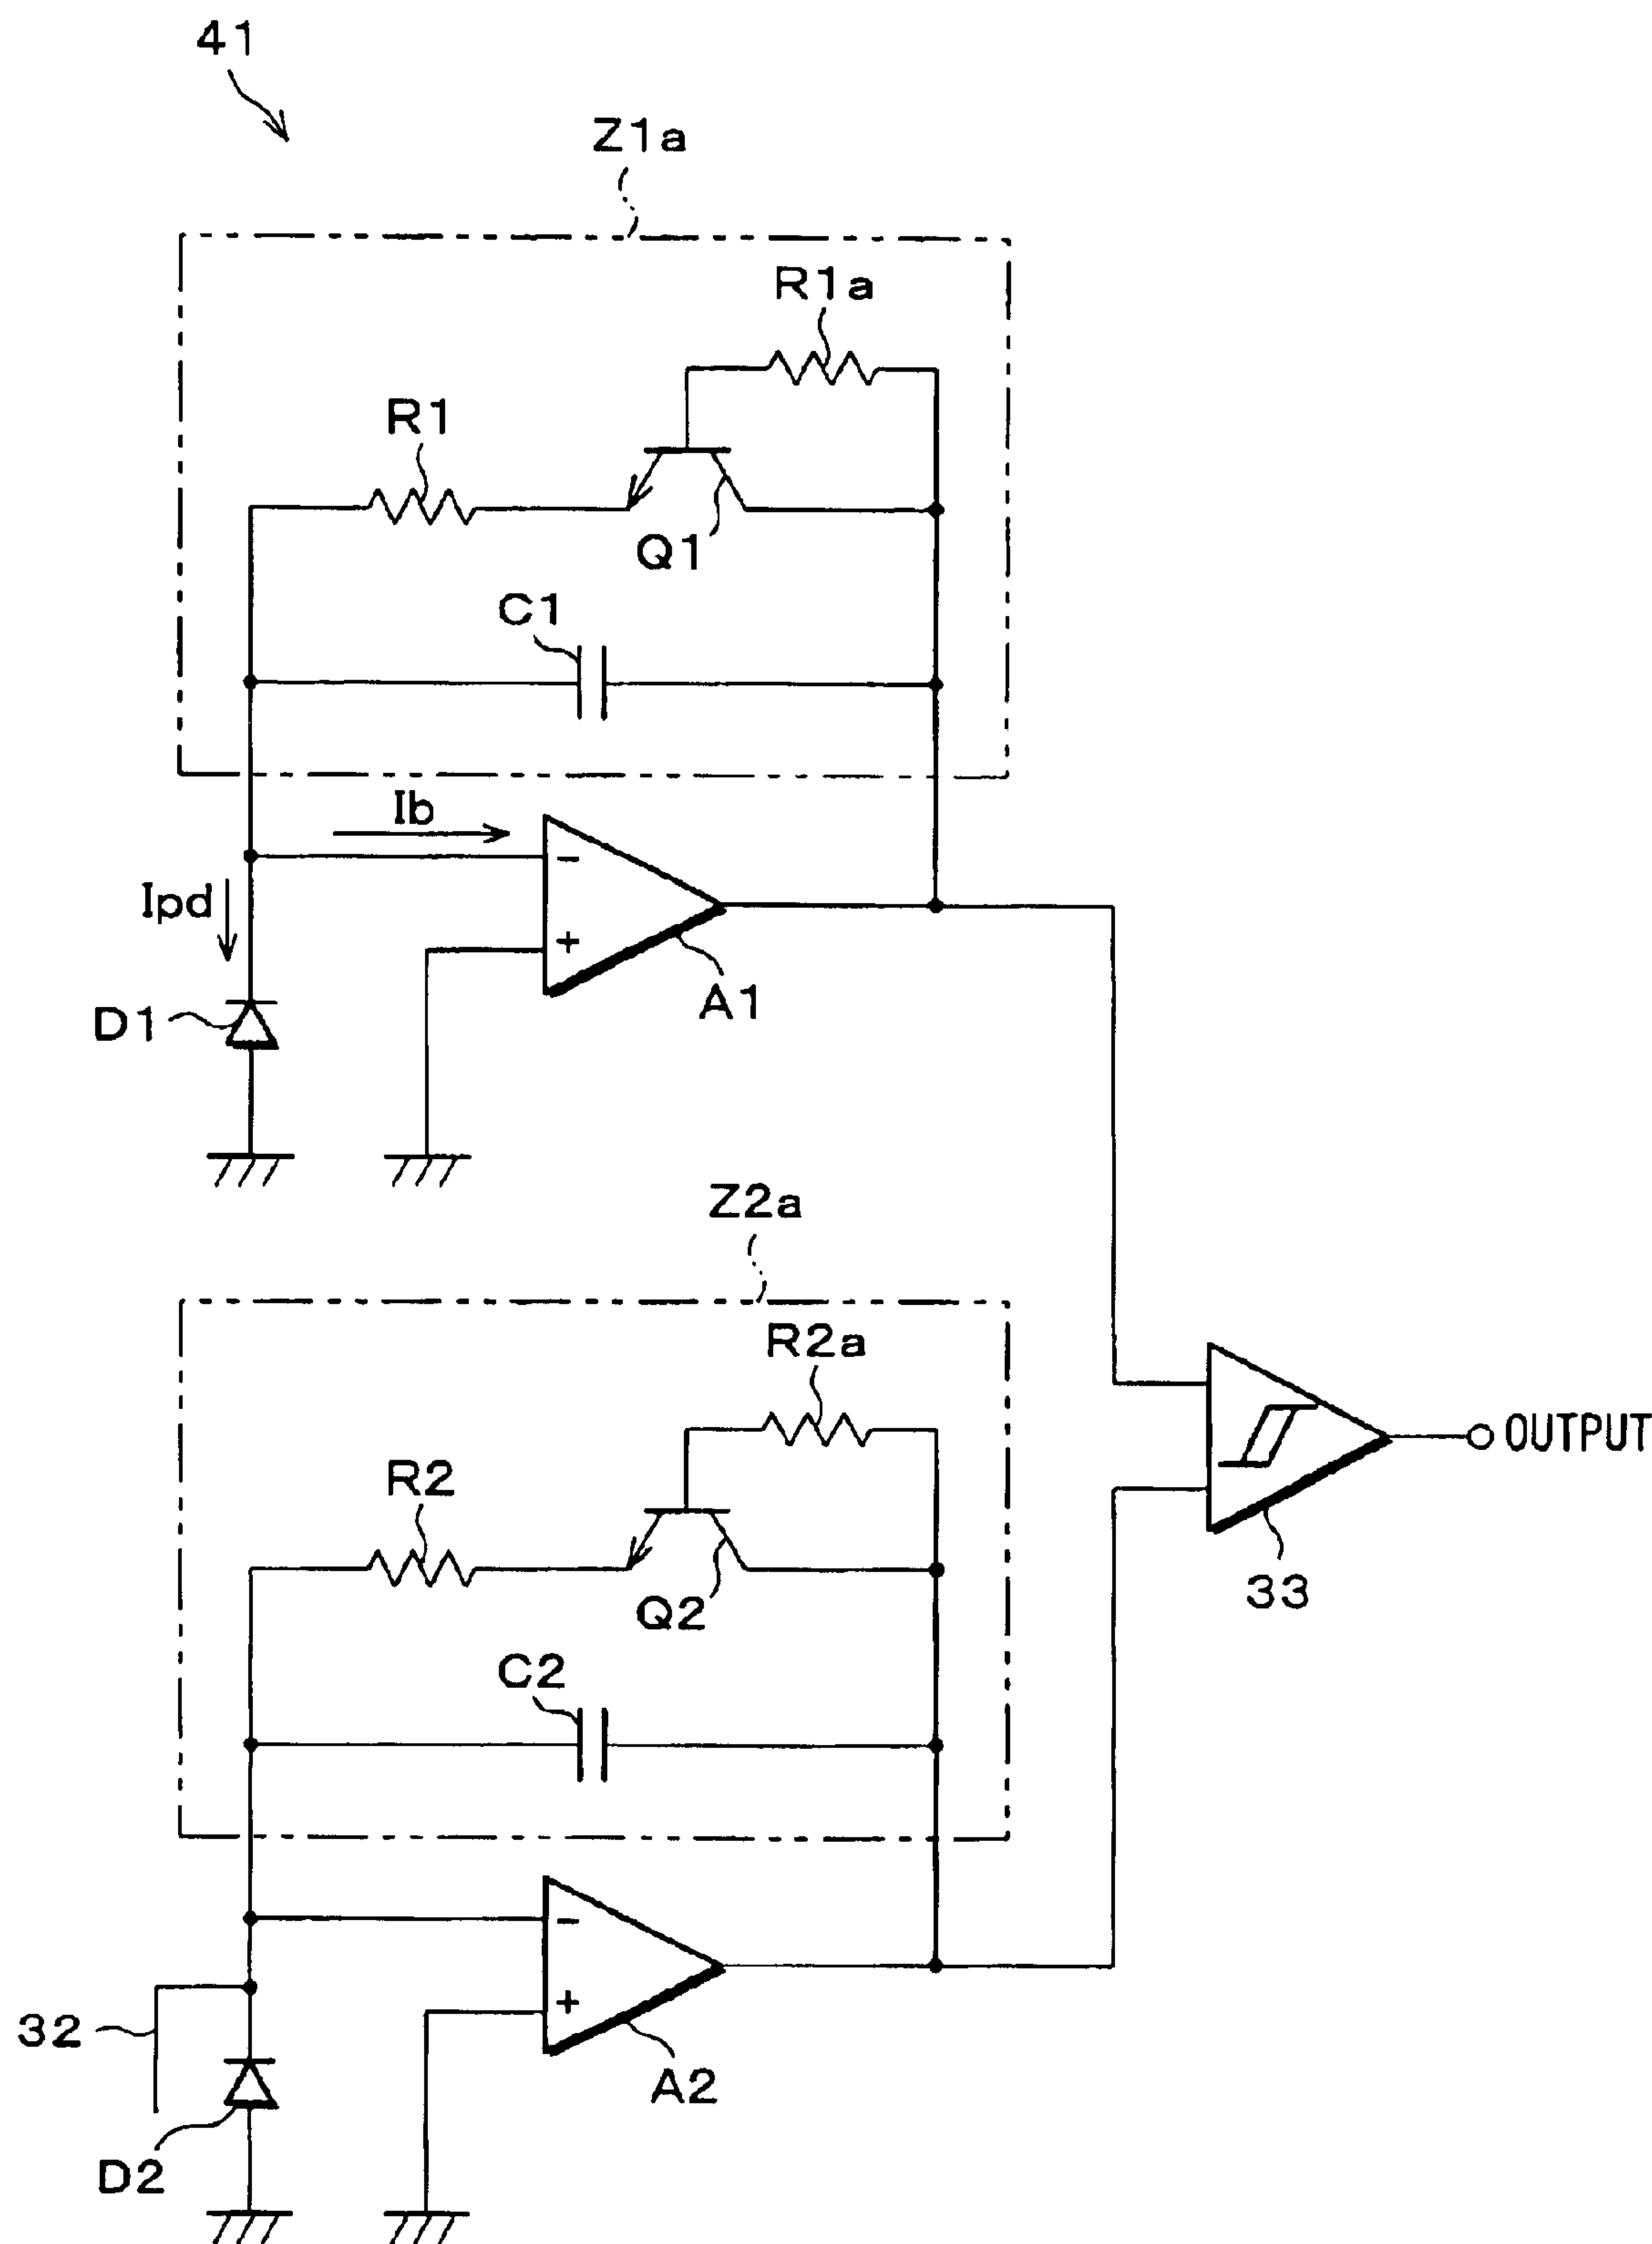 41
Z1a
R1a
R1
Q1
C1
Ib
Ipd
−
+
A1
D1
Z2a
R2a
R2
OUTPUT
Q2
33
C2
−
+
32
A2
D2